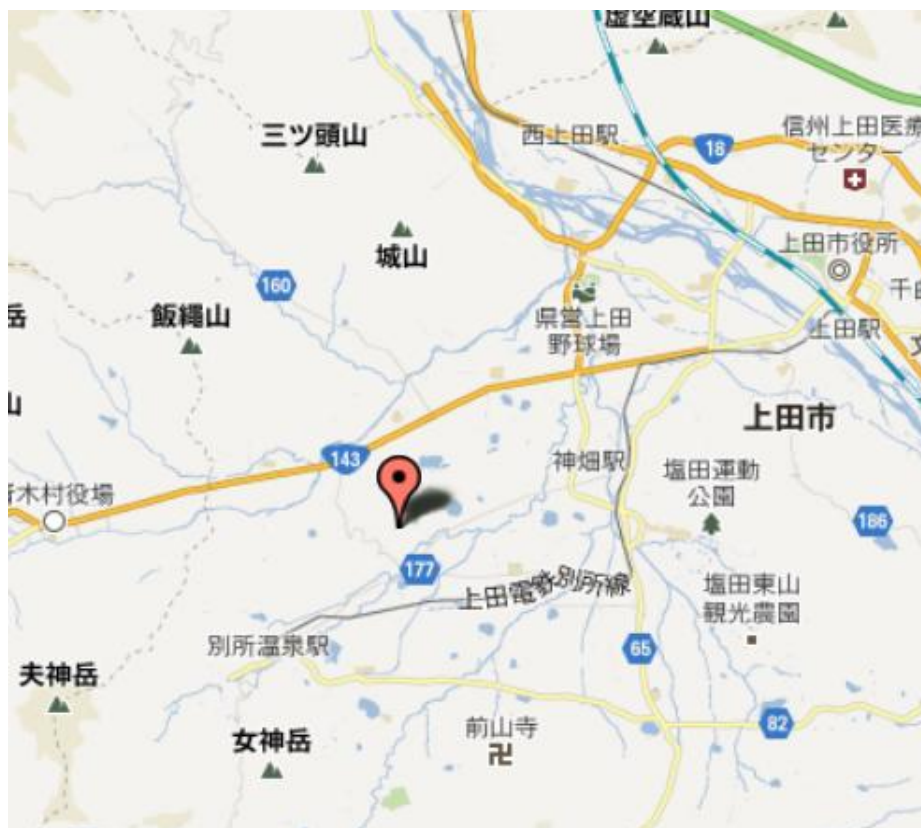 虚空蔵山
三ツ頭山
西上田駅
18
信州上田医療
センター
城山
上田市役所
160
千曲
岳
飯縄山
県営上田
野球場
上田駅
山
上田市
143
神畑駅
塩田運動
公園
青木村役場
186
177
上田電鉄別所線
塩田東山
観光農園
別所温泉駅
65
夫神岳
女神岳
前山寺
82